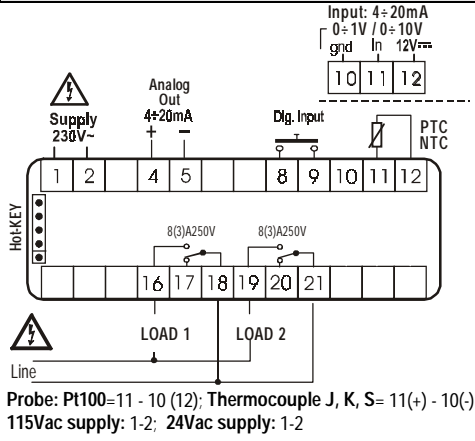 Input: 4÷20mA
0÷1V / 0÷10V
gnd In 12V
10 11 12
Supply
230V~
Analog
Out
4÷20mA
+ −
Dig. Input
PTC
NTC
1 2 4 5 8 9 10 11 12
Hot-KEY
8(3)A250V 8(3)A250V
16 17 18 19 20 21
LOAD 1 LOAD 2
Line
Probe: Pt100=11 - 10 (12); Thermocouple J, K, S= 11(+) - 10(-)
115Vac supply: 1-2; 24Vac supply: 1-2